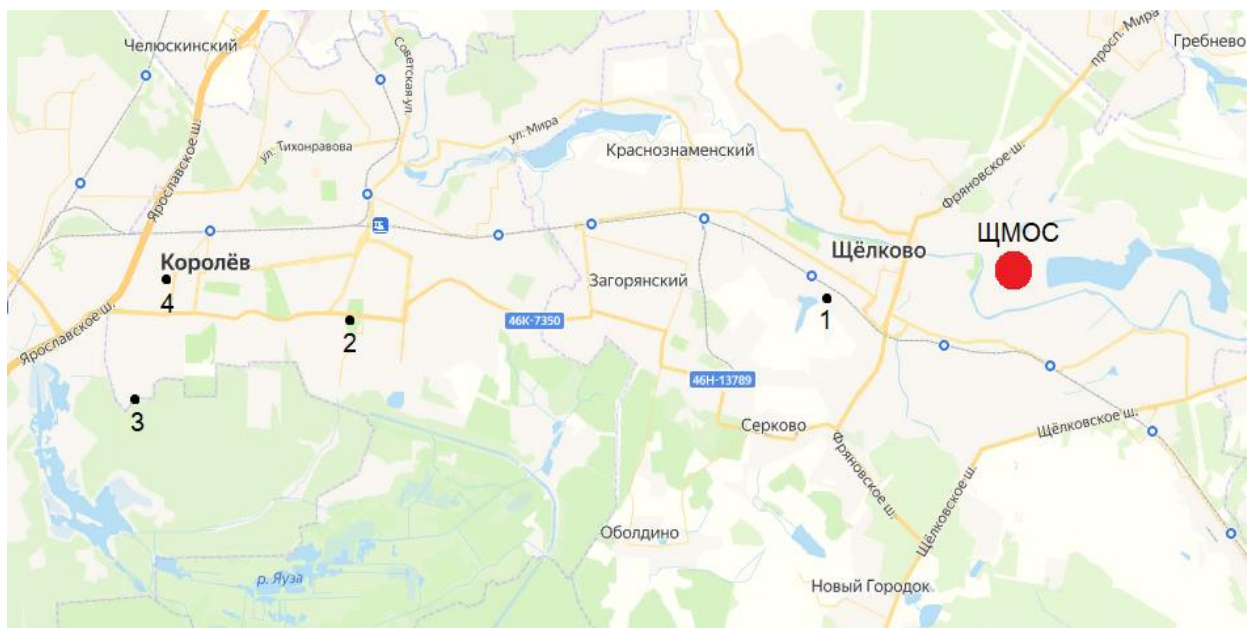 Челюскинский
Советская ул.
просп. Мира
Гребнево
Ярославское ш.
ул. Тихонравова
ул. Мира
Краснознаменский
Фряновское ш.
ЩМОС
Щёлково
Королёв
Загорянский
4
1
46К-7350
2
Ярославское ш.
3
46Н-13789
Серково
Щёлковское ш.
Фряновское ш.
Щёлковское ш.
Оболдино
р. Яуза
Новый Городок